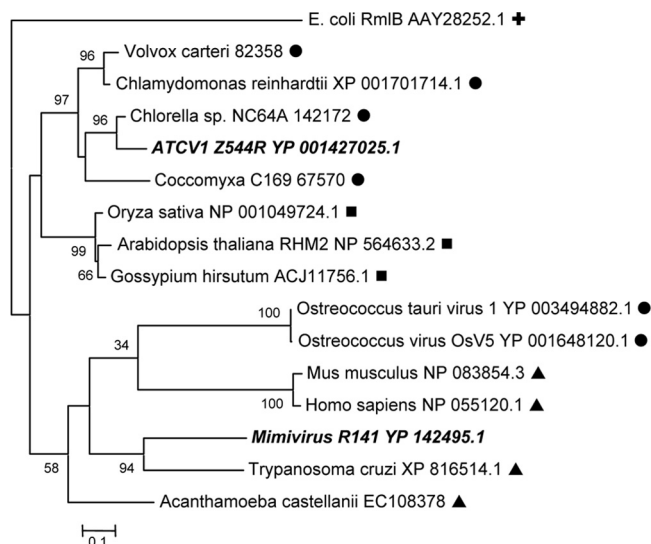 E. coli RmlB AAY28252.1
96
Volvox carteri 82358
Chlamydomonas reinhardtii XP 001701714.1
97
96
Chlorella sp. NC64A 142172
ATCV1 Z544R YP 001427025.1
Coccomyxa C169 67570
Oryza sativa NP 001049724.1
99
Arabidopsis thaliana RHM2 NP 564633.2
66
Gossypium hirsutum ACJ11756.1
100
Ostreococcus tauri virus 1 YP 003494882.1
Ostreococcus virus OsV5 YP 001648120.1
34
Mus musculus NP 083854.3
100
Homo sapiens NP 055120.1
Mimivirus R141 YP 142495.1
58
94
Trypanosoma cruzi XP 816514.1
Acanthamoeba castellanii EC108378
0.1